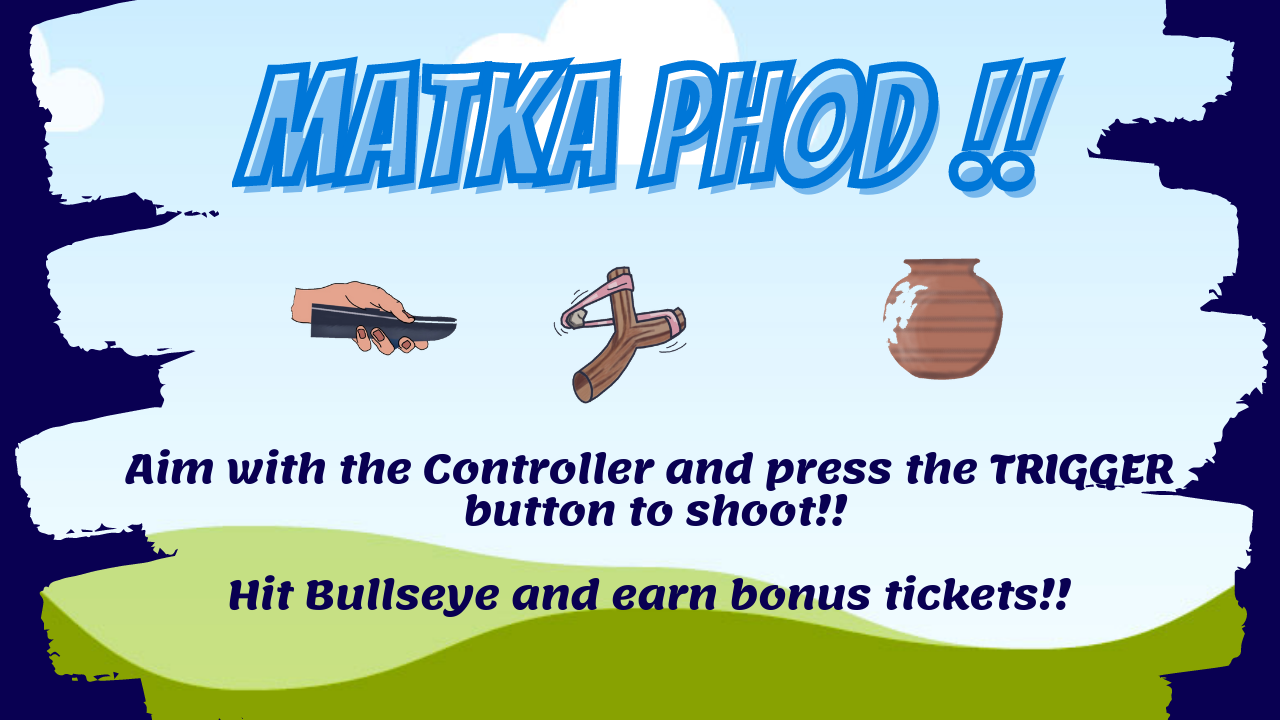 MATKA PHOD !!
Aim with the Controller and press the TRIGGER
button to shoot!!
Hit Bullseye and earn bonus tickets!!